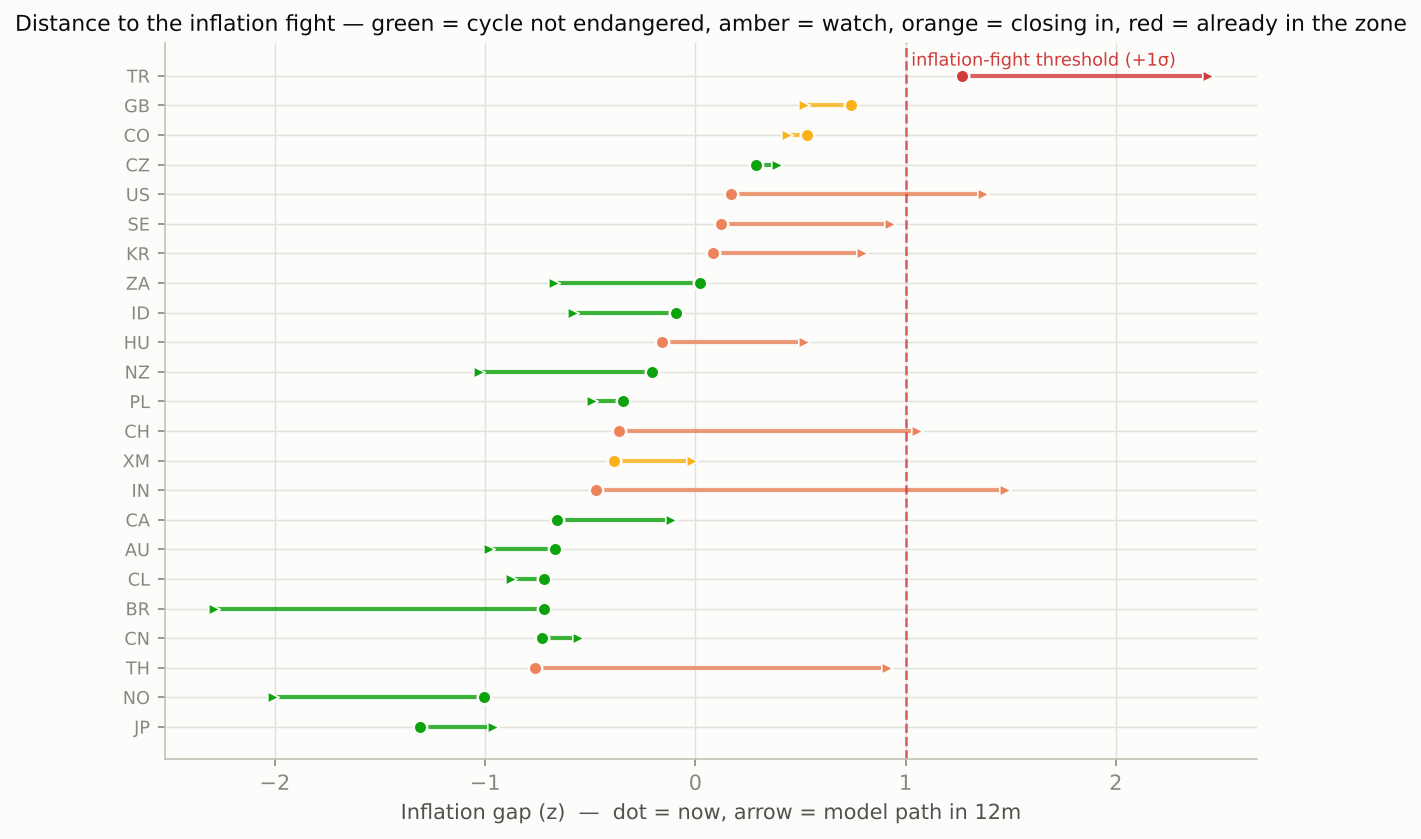 Distance to the inflation fight — green = cycle not endangered, amber = watch, orange = closing in, red = already in the zone
inflation-fight threshold (+1σ)
TR
GB
CO
CZ
US
SE
KR
ZA
ID
HU
NZ
PL
CH
XM
IN
CA
AU
CL
BR
CN
TH
NO
JP
−2 −1 0 1 2
Inflation gap (z) — dot = now, arrow = model path in 12m